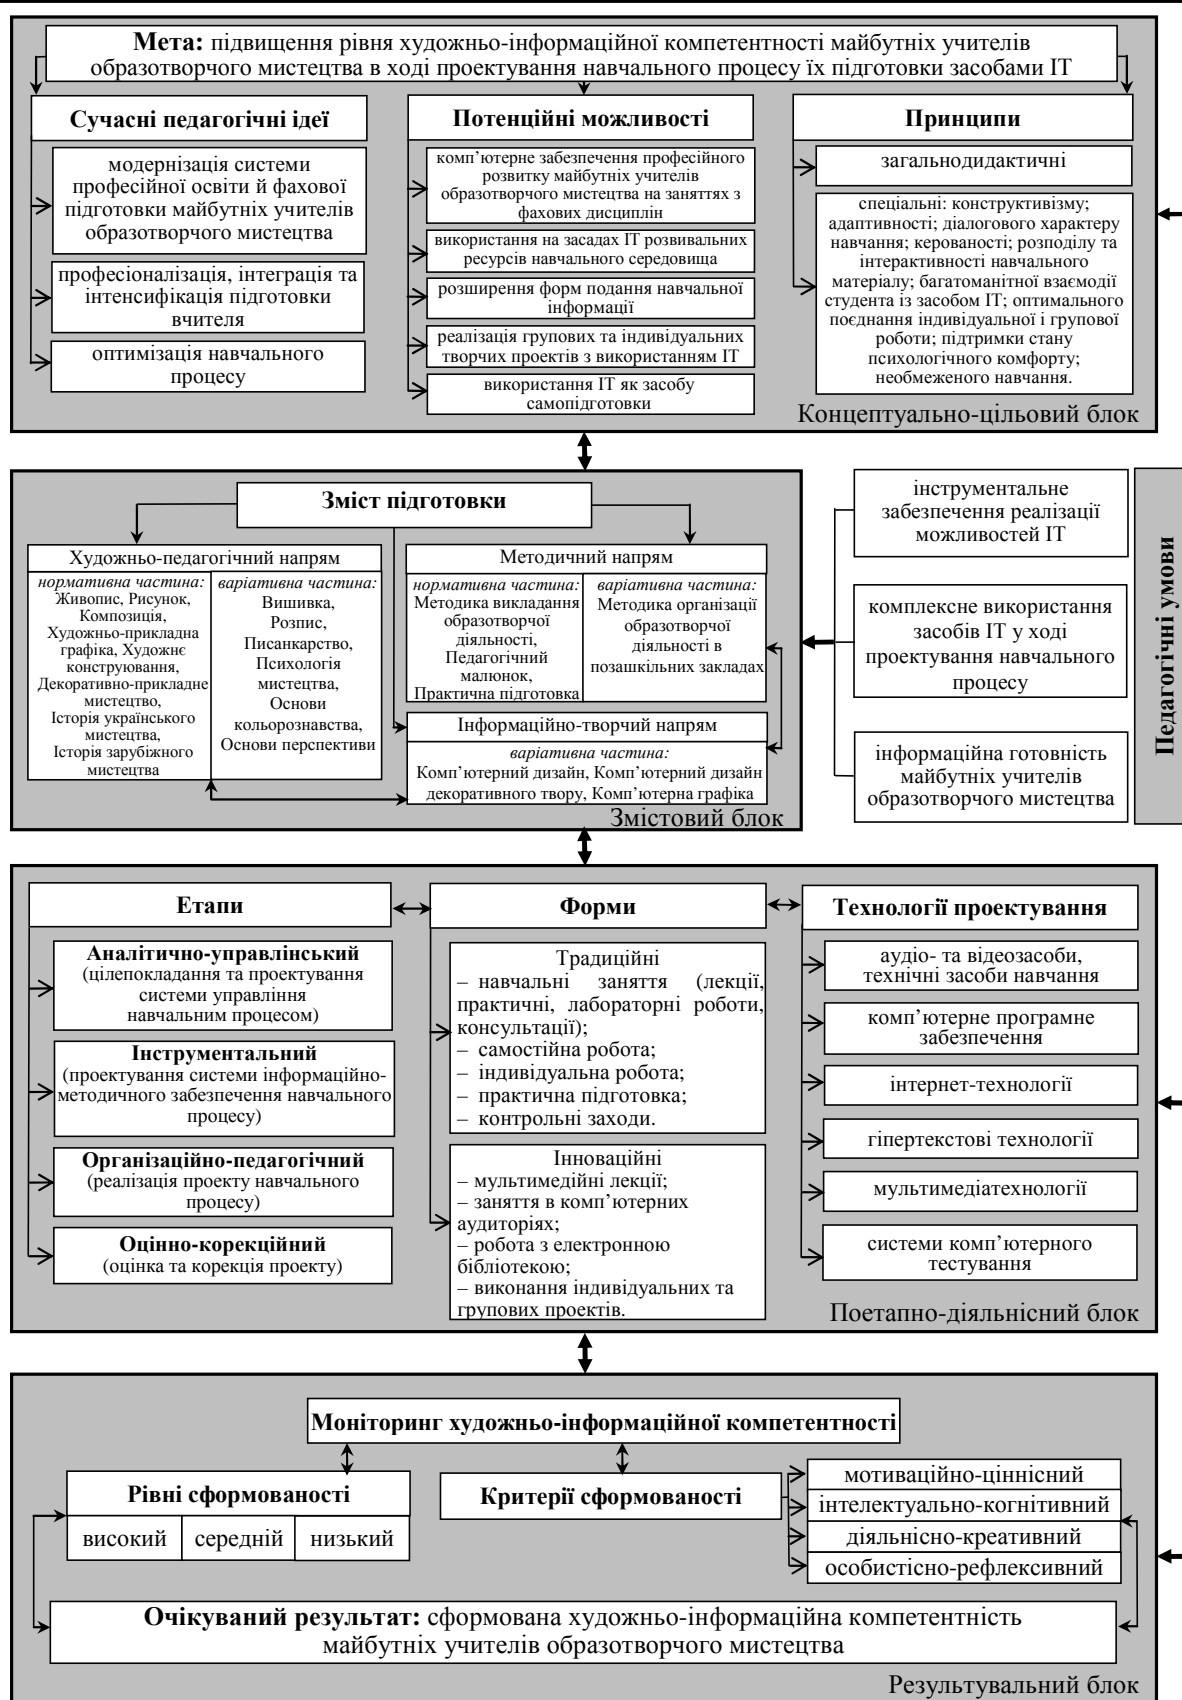 Мета: підвищення рівня художньо-інформаційної компетентності майбутніх учителів
образотворчого мистецтва в ході проектування навчального процесу їх підготовки засобами ІТ
Сучасні педагогічні ідеї
модернізація системи
професійної освіти й фахової
підготовки майбутніх учителів
образотворчого мистецтва
професіоналізація, інтеграція та
інтенсифікація підготовки
вчителя
оптимізація навчального
процесу
Потенційні можливості
комп’ютерне забезпечення професійного
розвитку майбутніх учителів
образотворчого мистецтва на заняттях з
фахових дисциплін
використання на засадах ІТ розвивальних
ресурсів навчального середовища
розширення форм подання навчальної
інформації
реалізація групових та індивідуальних
творчих проектів з використанням ІТ
використання ІТ як засобу
самопідготовки
Принципи
загальнодидактичні
спеціальні: конструктивізму;
адаптивності; діалогового характеру
навчання; керованості; розподілу та
інтерактивності навчального
матеріалу; багатоманітної взаємодії
студента із засобом ІТ; оптимального
поєднання індивідуальної і групової
роботи; підтримки стану
психологічного комфорту;
необмеженого навчання.
Концептуально-цільовий блок
Зміст підготовки
Художньо-педагогічний напрям
нормативна частина:
Живопис, Рисунок,
Композиція,
Художньо-прикладна
графіка, Художнє
конструювання,
Декоративно-прикладне
мистецтво,
Історія українського
мистецтва,
Історія зарубіжного
мистецтва
варіативна частина:
Вишивка,
Розпис,
Писанкарство,
Психологія
мистецтва,
Основи
кольорознавства,
Основи перспективи
Методичний напрям
нормативна частина:
Методика викладання
образотворчої
діяльності,
Педагогічний
малюнок,
Практична підготовка
варіативна частина:
Методика організації
образотворчої
діяльності в
позашкільних закладах
Інформаційно-творчий напрям
варіативна частина:
Комп’ютерний дизайн, Комп’ютерний дизайн
декоративного твору, Комп’ютерна графіка
Змістовий блок
інструментальне
забезпечення реалізації
можливостей ІТ
комплексне використання
засобів ІТ у ході
проектування навчального
процесу
інформаційна готовність
майбутніх учителів
образотворчого мистецтва
Педагогічні умови
Етапи
Аналітично-управлінський
(цілепокладання та проектування
системи управління
навчальним процесом)
Інструментальний
(проектування системи інформаційно-
методичного забезпечення навчального
процесу)
Організаційно-педагогічний
(реалізація проекту навчального
процесу)
Оцінно-корекційний
(оцінка та корекція проекту)
Форми
Традиційні
– навчальні заняття (лекції,
практичні, лабораторні роботи,
консультації);
– самостійна робота;
– індивідуальна робота;
– практична підготовка;
– контрольні заходи.
Інноваційні
– мультимедійні лекції;
– заняття в комп’ютерних
аудиторіях;
– робота з електронною
бібліотекою;
– виконання індивідуальних та
групових проектів.
Технології проектування
аудіо- та відеозасоби,
технічні засоби навчання
комп’ютерне програмне
забезпечення
інтернет-технології
гіпертекстові технології
мультимедіатехнології
системи комп’ютерного
тестування
Поетапно-діяльнісний блок
Моніторинг художньо-інформаційної компетентності
Рівні сформованості
високий середній низький
Критерії сформованості
мотиваційно-ціннісний
інтелектуально-когнітивний
діяльнісно-креативний
особистісно-рефлексивний
Очікуваний результат: сформована художньо-інформаційна компетентність
майбутніх учителів образотворчого мистецтва
Результувальний блок